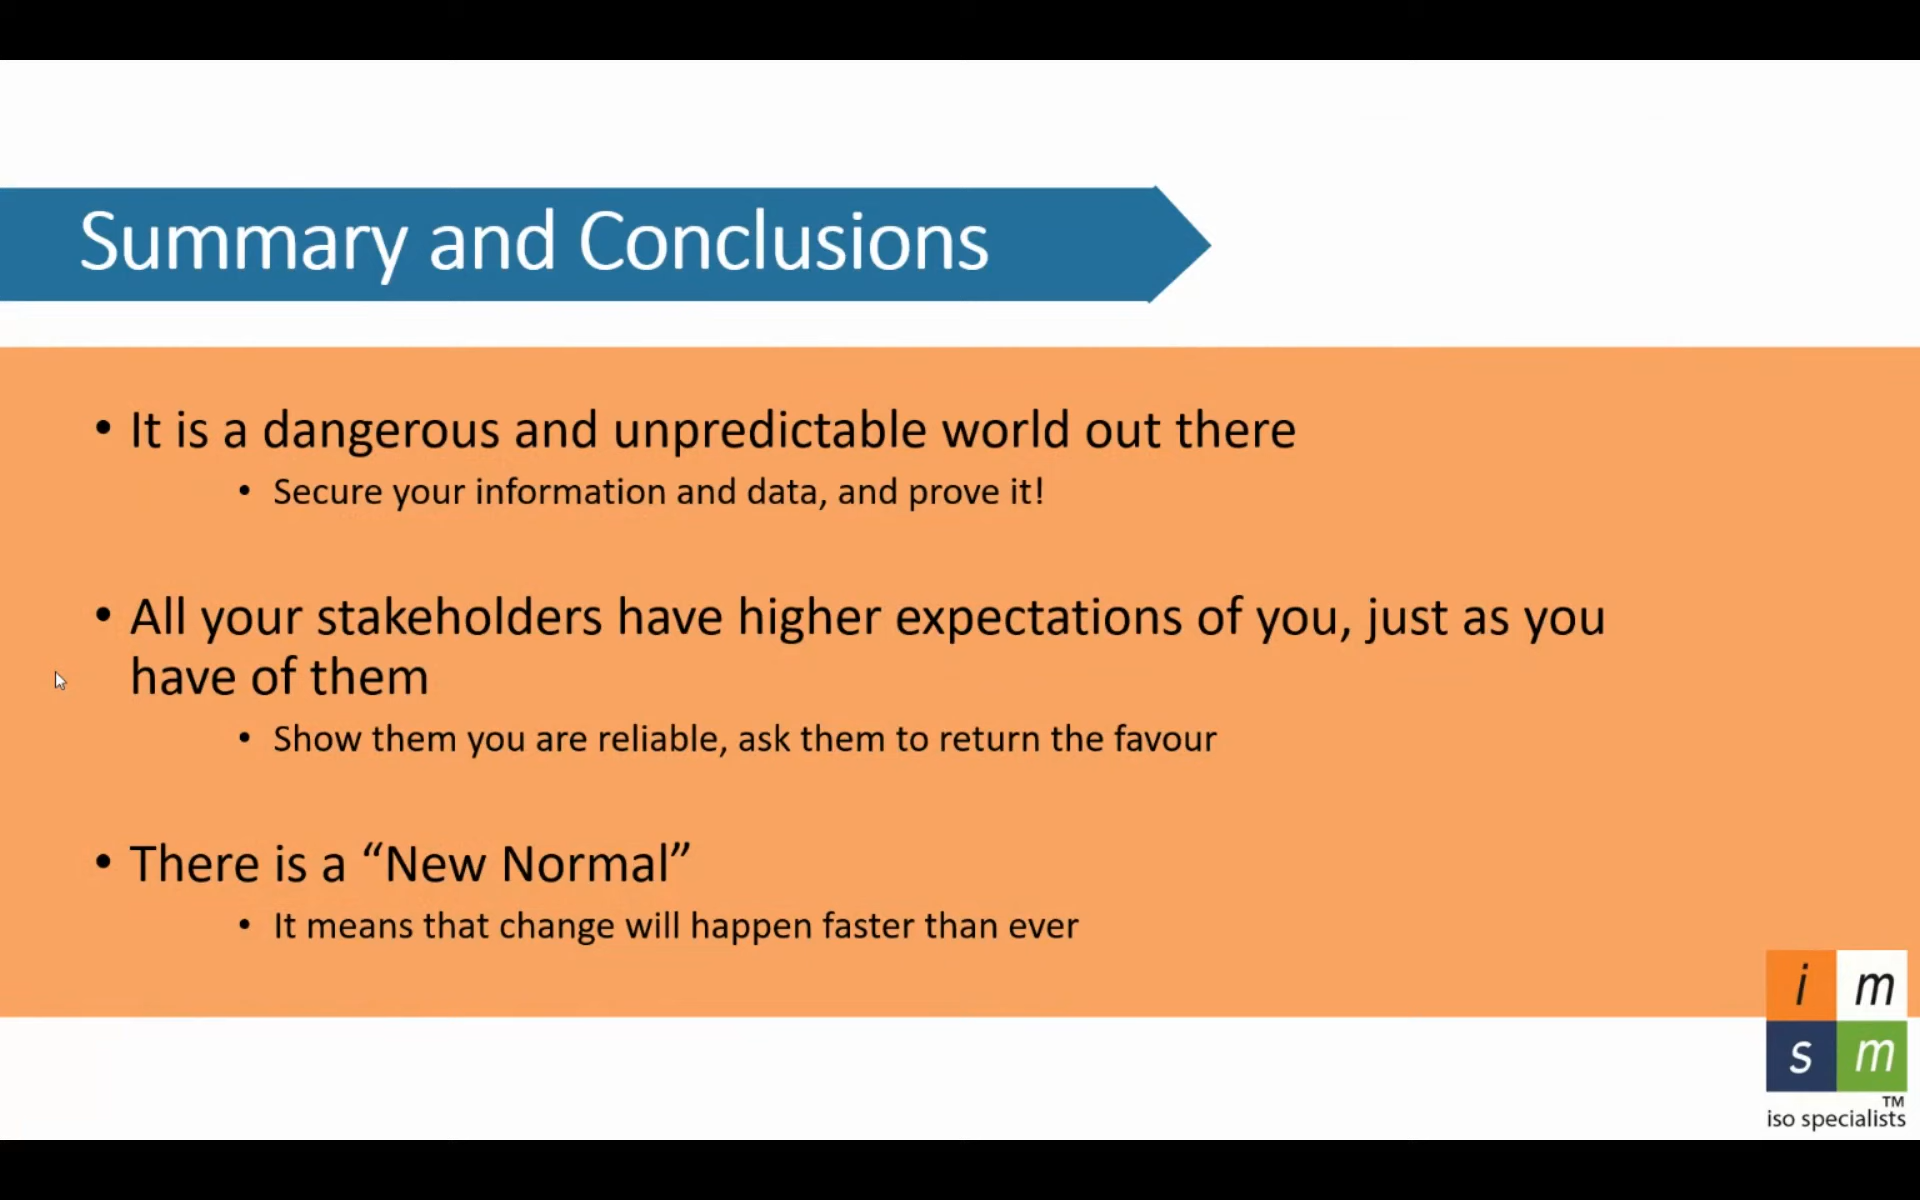 Summary and Conclusions
• It is a dangerous and unpredictable world out there
• Secure your information and data, and prove it!
• All your stakeholders have higher expectations of you, just as you
have of them
• Show them you are reliable, ask them to return the favour
• There is a “New Normal”
• It means that change will happen faster than ever
i m
s m
TM
iso specialists